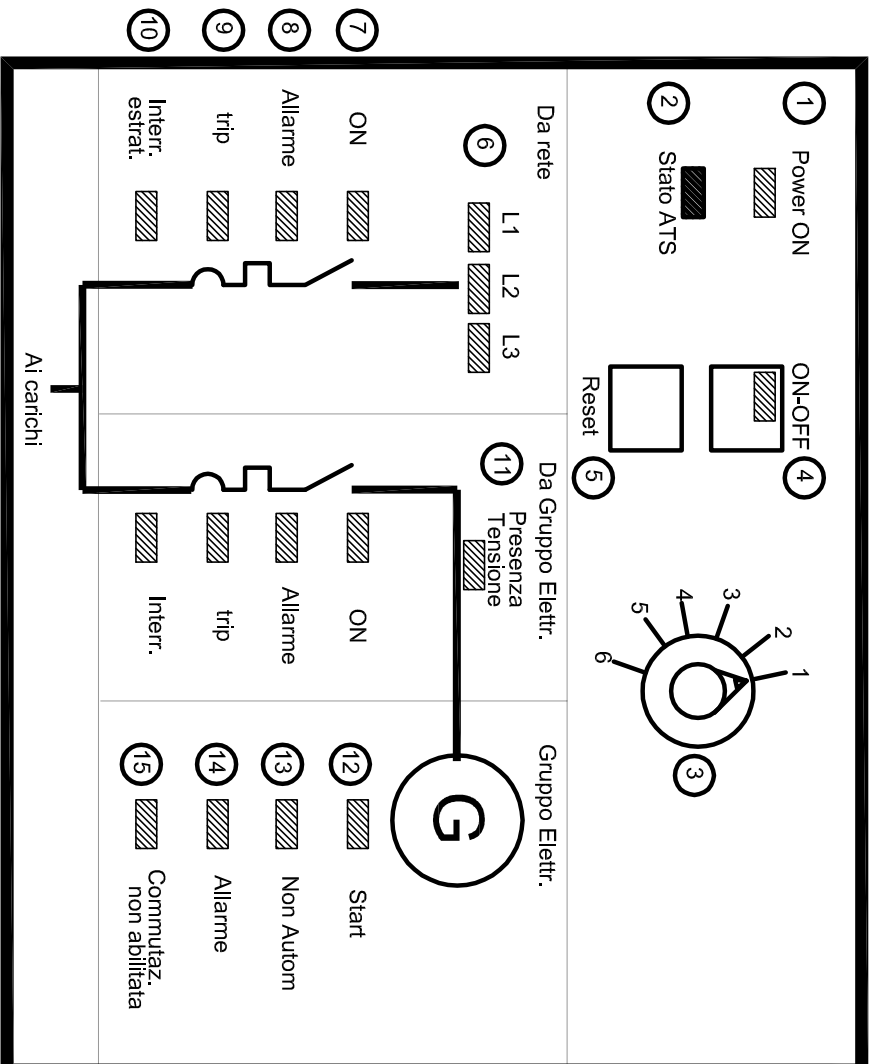 1
Power ON
2
Stato ATS
ON-OFF
4
Reset
5
1
2
3
4
5
6
3
Da rete
6
L1
L2
L3
7
ON
8
Allarme
9
trip
10
Interr.
estrat.
Da Gruppo Elettr.
11
Presenza
Tensione
ON
Allarme
trip
Interr.
Gruppo Elettr.
G
12
Start
13
Non Autom
14
Allarme
15
Commutaz.
non abilitata
Ai carichi